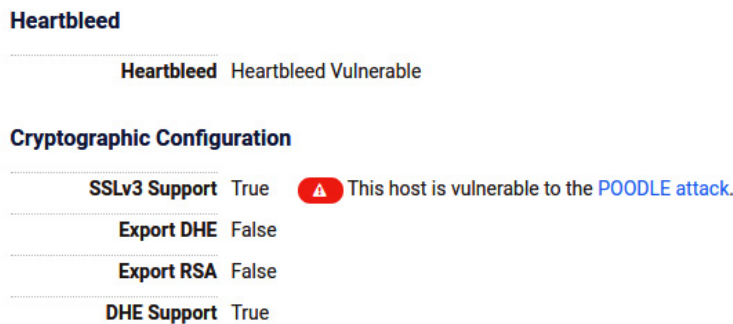 Heartbleed
Heartbleed Heartbleed Vulnerable
Cryptographic Configuration
SSLv3 Support True This host is vulnerable to the POODLE attack.
Export DHE False
Export RSA False
DHE Support True